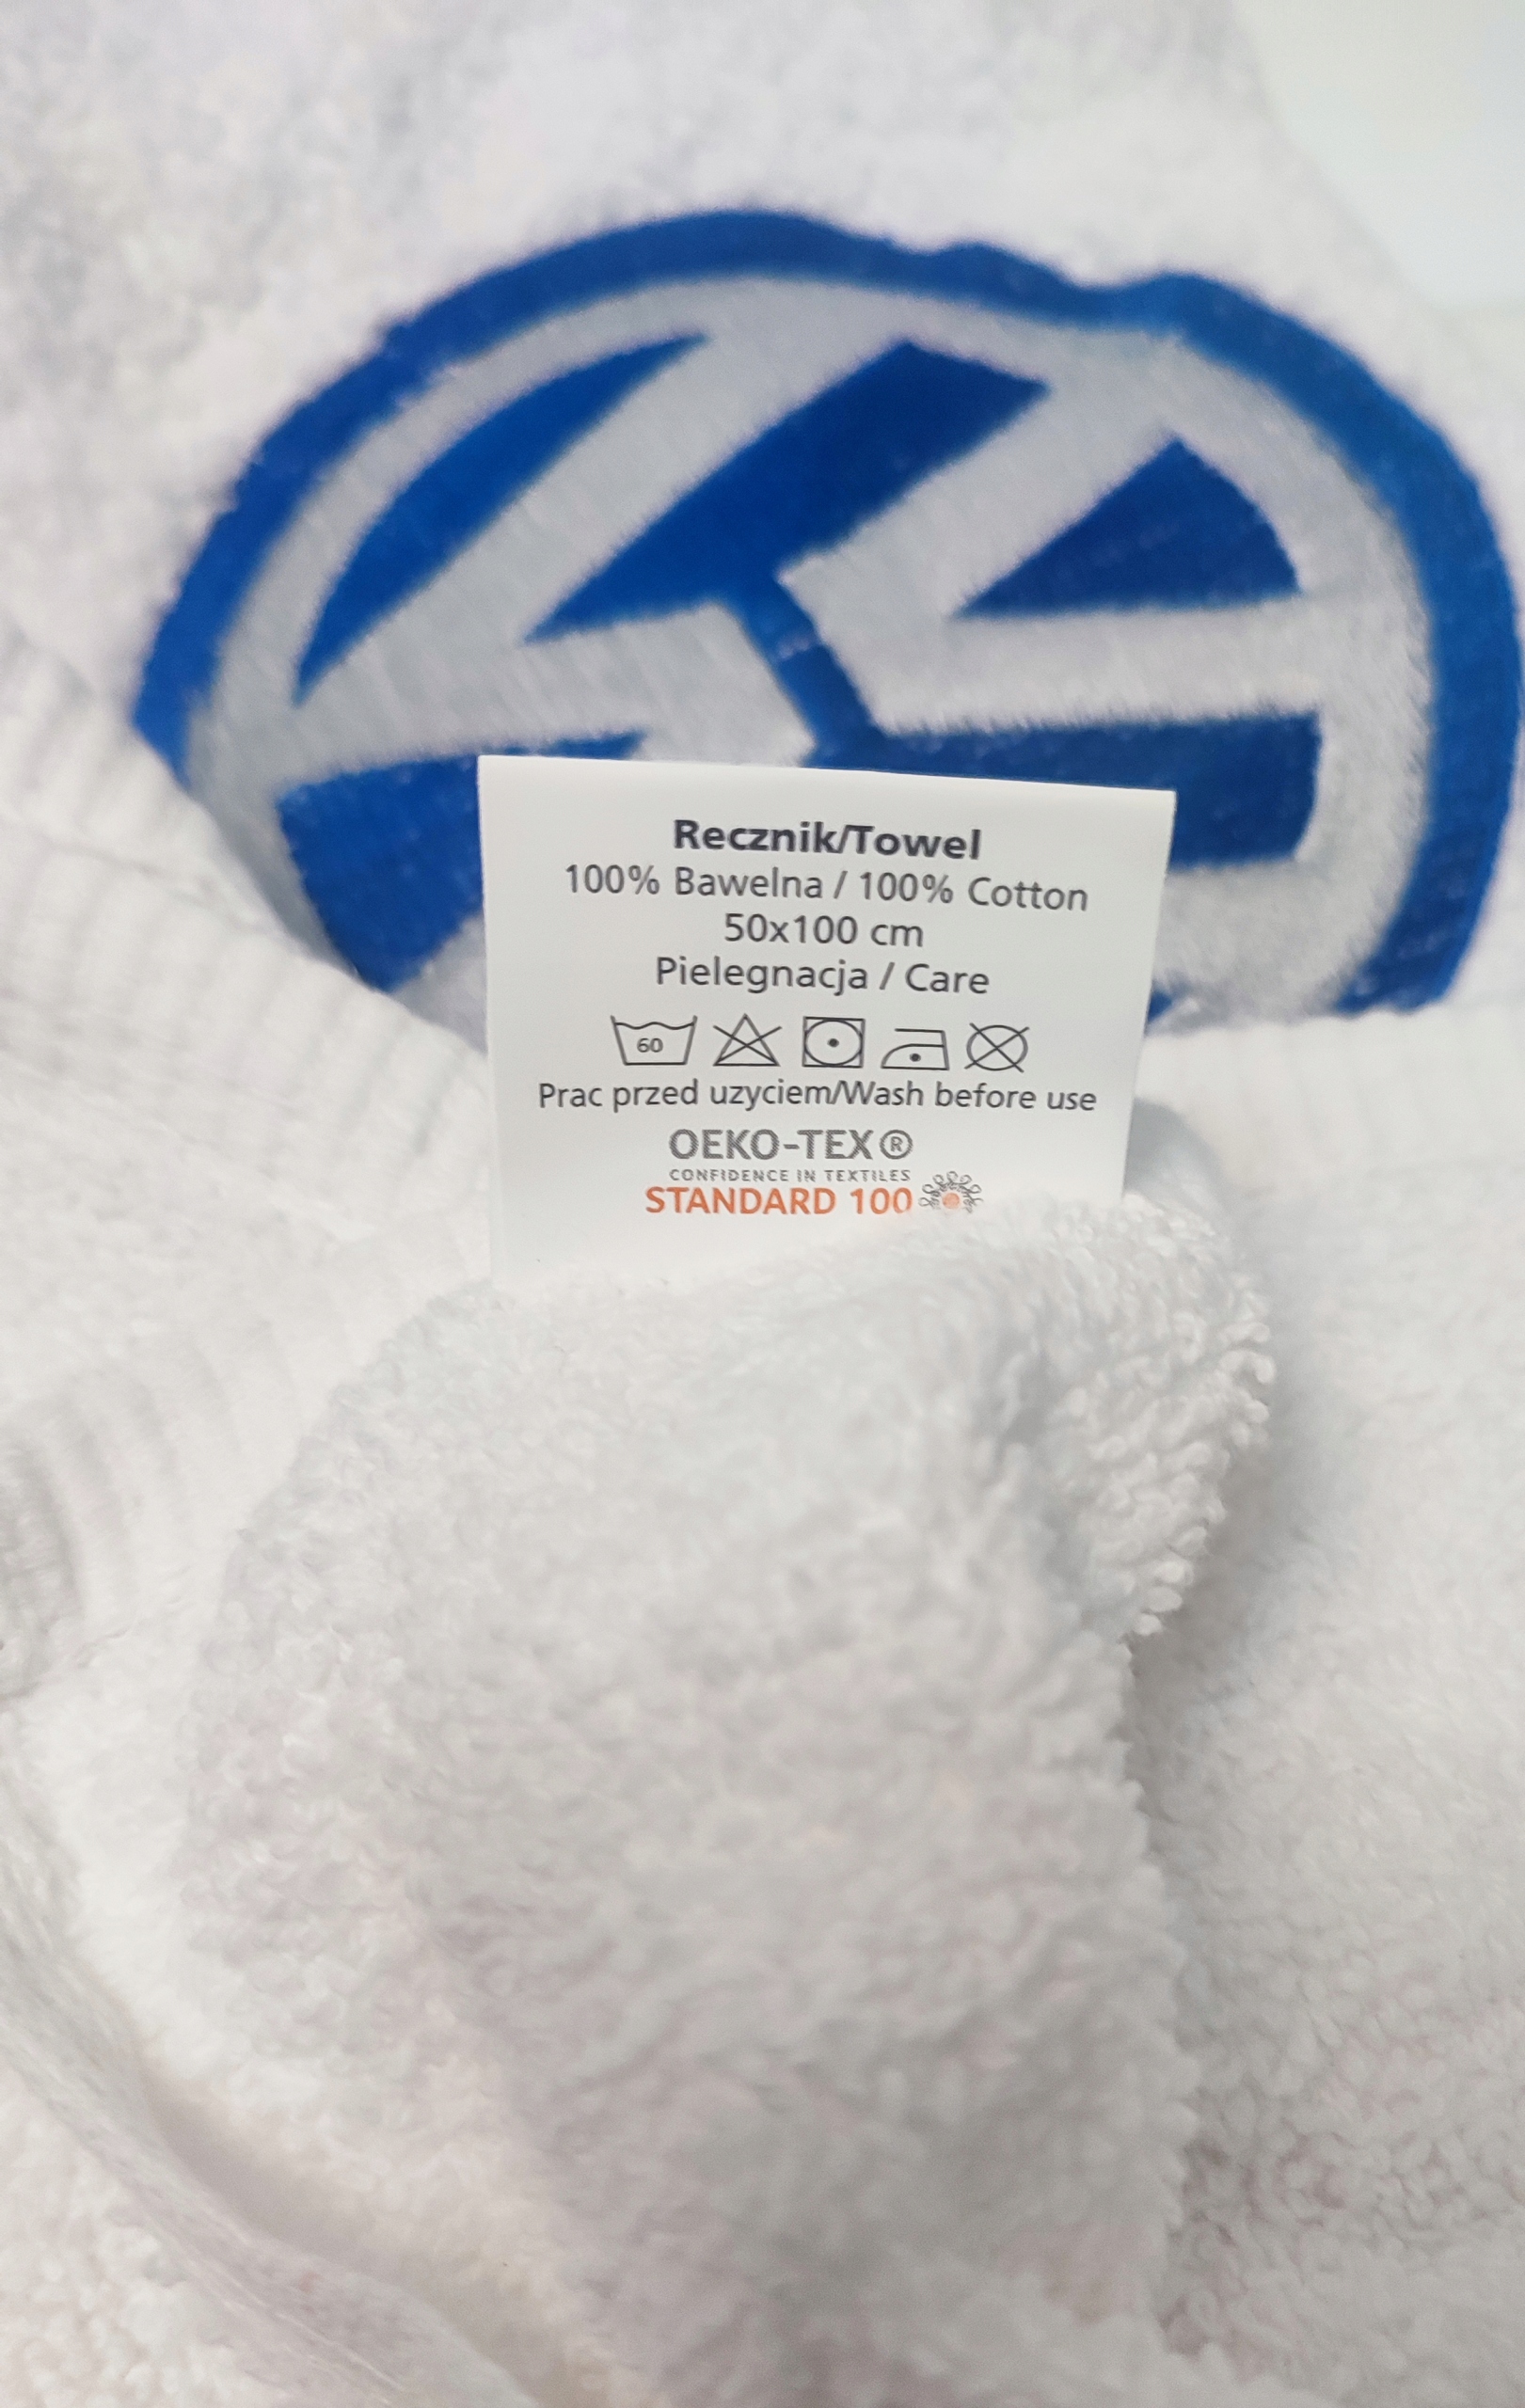 Recznik/Towel
100% Bawelna / 100% Cotton
50x100 cm
Pielegnacja / Care
60
Prac przed uzyciem/Wash before use
OEKO-TEX®
CONFIDENCE IN TEXTILES
STANDARD 100